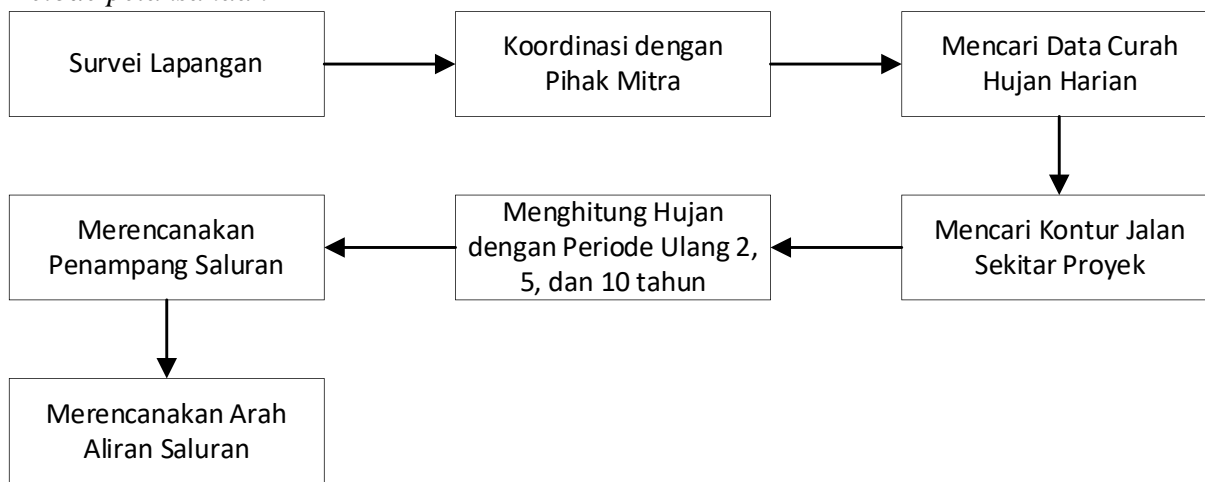 Survei Lapangan
Koordinasi dengan
Pihak Mitra
Mencari Data Curah
Hujan Harian
Mencari Kontur Jalan
Sekitar Proyek
Menghitung Hujan
dengan Periode Ulang 2,
5, dan 10 tahun
Merencanakan
Penampang Saluran
Merencanakan Arah
Aliran Saluran